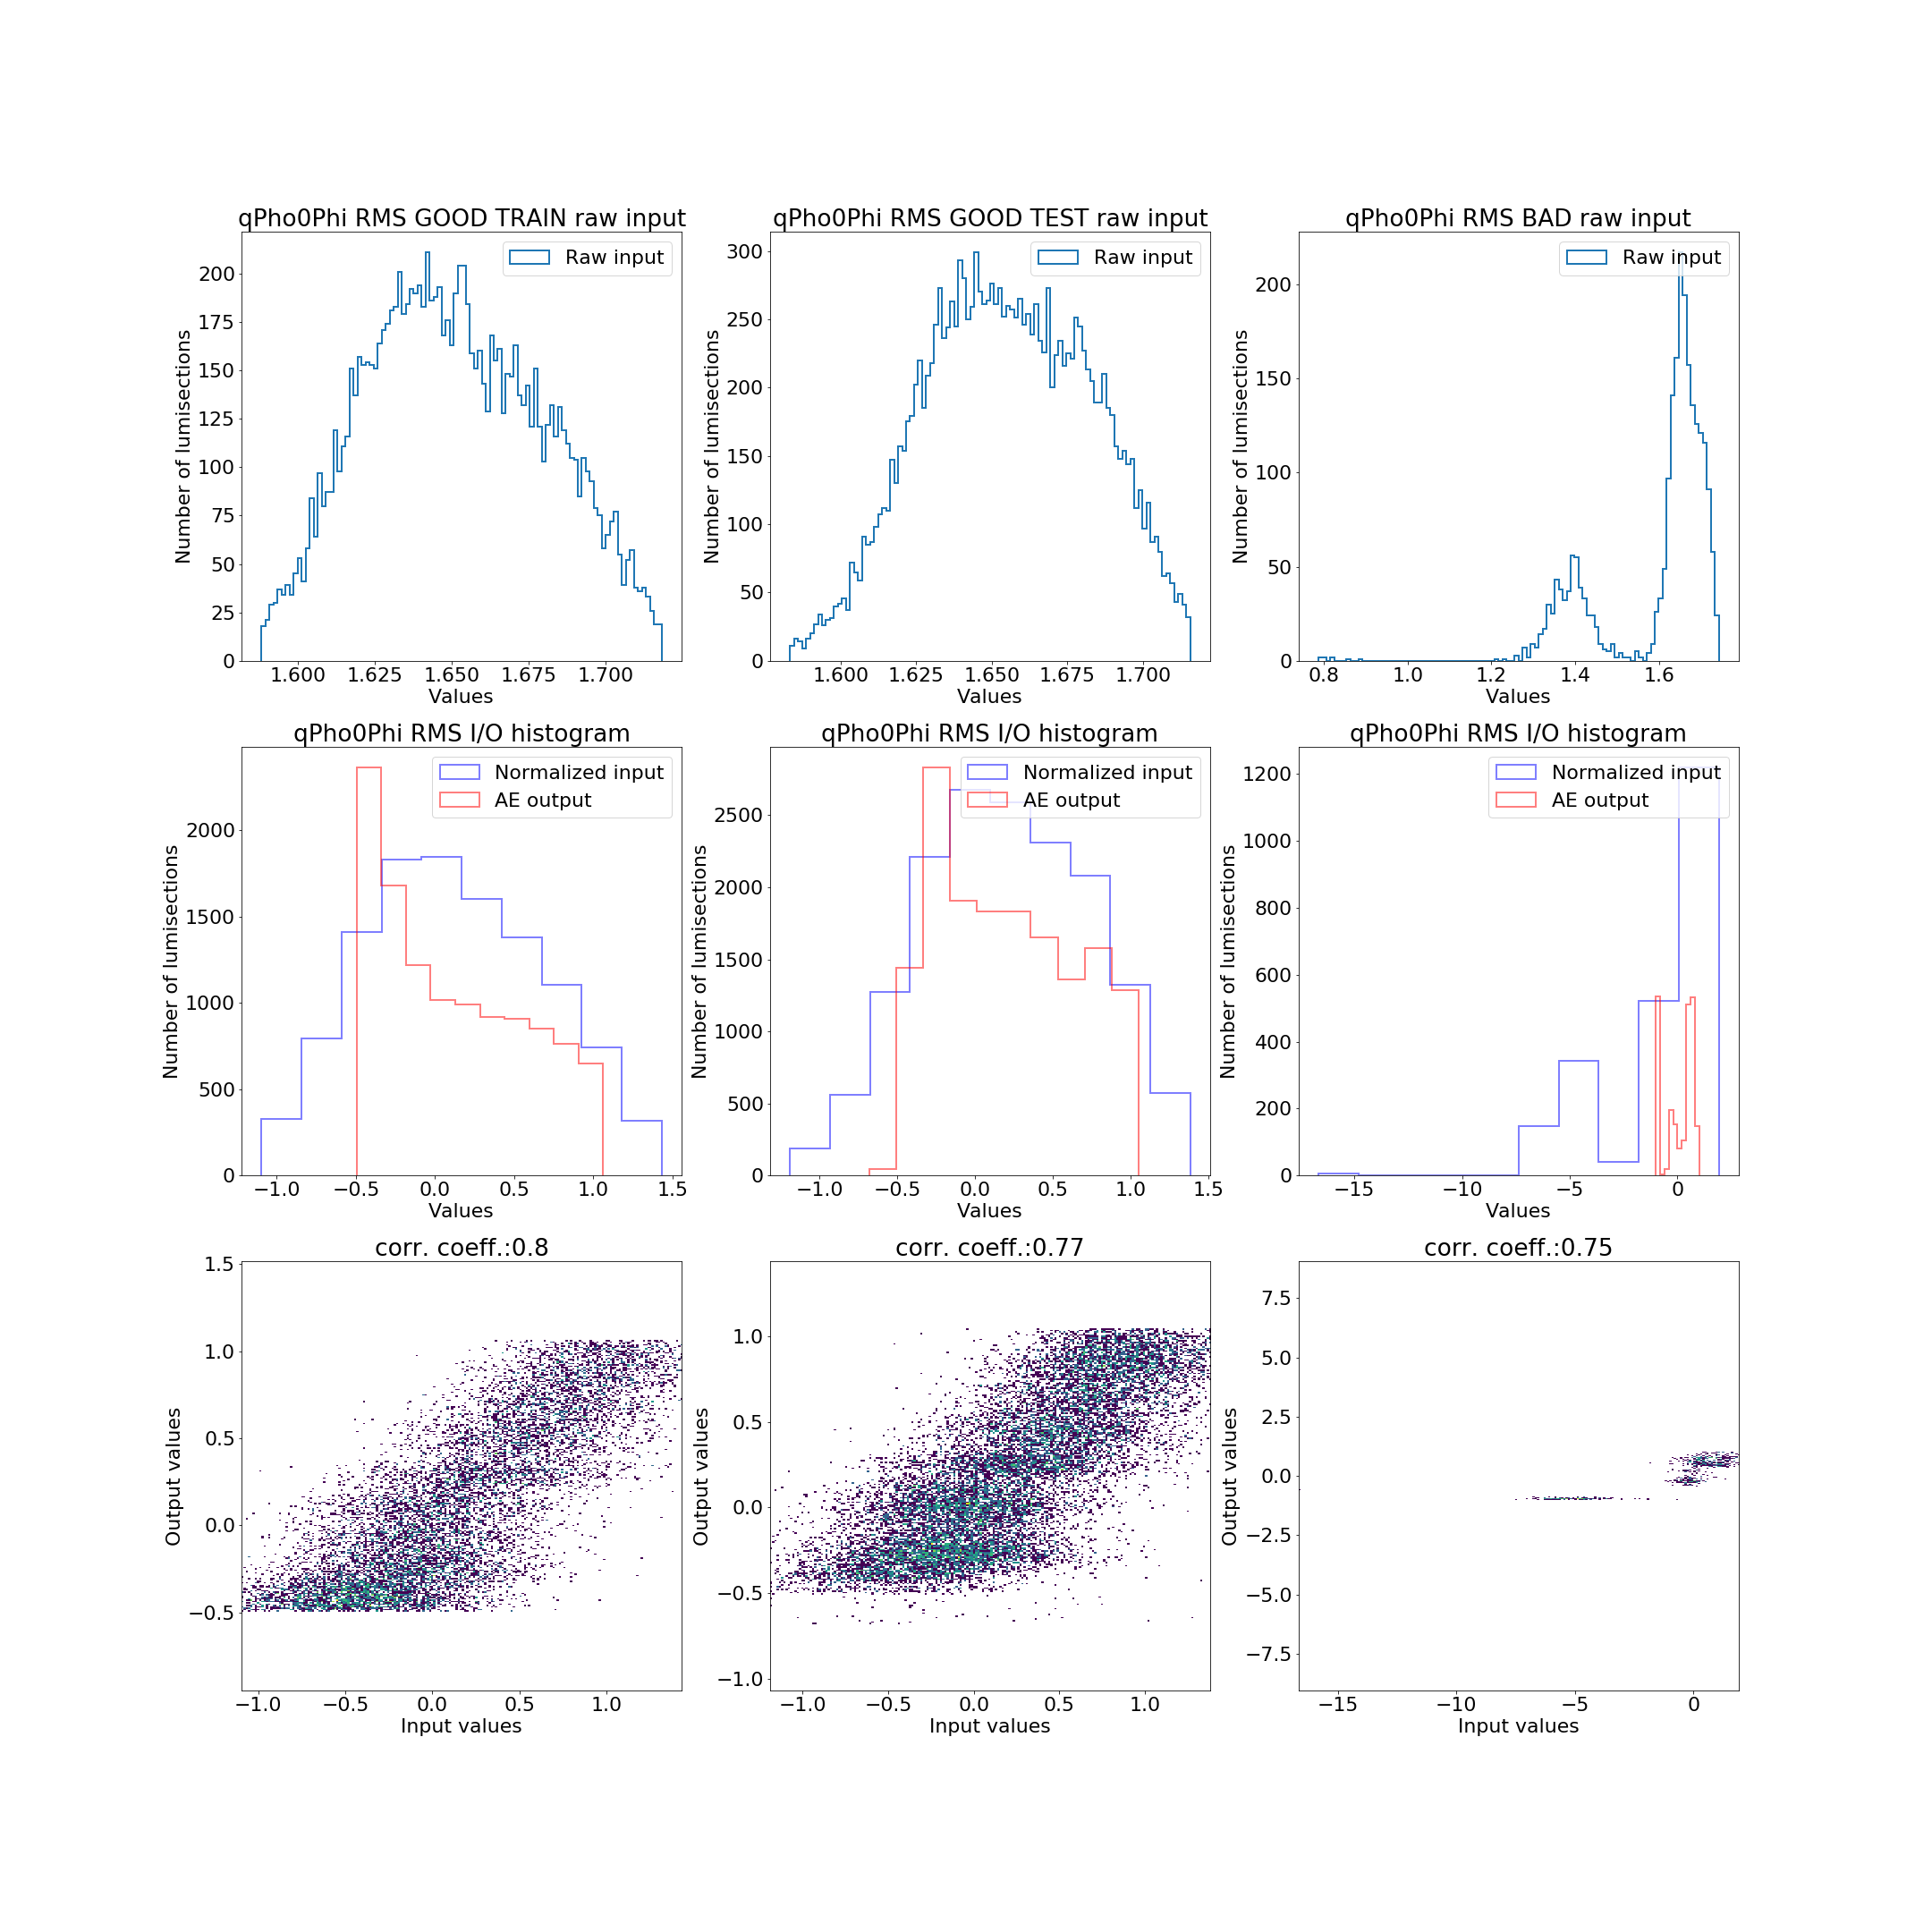 qPho0Phi RMS GOOD TRAIN raw input
Raw input
Number of lumisections
200
175
150
125
100
75
50
25
0
1.600 1.625 1.650 1.675 1.700
Values
qPho0Phi RMS GOOD TEST raw input
Raw input
Number of lumisections
300
250
200
150
100
50
0
1.600 1.625 1.650 1.675 1.700
Values
qPho0Phi RMS BAD raw input
Raw input
Number of lumisections
200
150
100
50
0
0.8 1.0 1.2 1.4 1.6
Values
qPho0Phi RMS I/O histogram
Normalized input
AE output
Number of lumisections
2000
1500
1000
500
0
−1.0 −0.5 0.0 0.5 1.0 1.5
Values
qPho0Phi RMS I/O histogram
Normalized input
AE output
Number of lumisections
2500
2000
1500
1000
500
0
−1.0 −0.5 0.0 0.5 1.0 1.5
Values
qPho0Phi RMS I/O histogram
Normalized input
AE output
Number of lumisections
1200
1000
800
600
400
200
0
−15 −10 −5 0
Values
corr. coeff.:0.8
Output values
1.5
1.0
0.5
0.0
−0.5
−1.0 −0.5 0.0 0.5 1.0
Input values
corr. coeff.:0.77
Output values
1.0
0.5
0.0
−0.5
−1.0
−1.0 −0.5 0.0 0.5 1.0
Input values
corr. coeff.:0.75
Output values
7.5
5.0
2.5
0.0
−2.5
−5.0
−7.5
−15 −10 −5 0
Input values